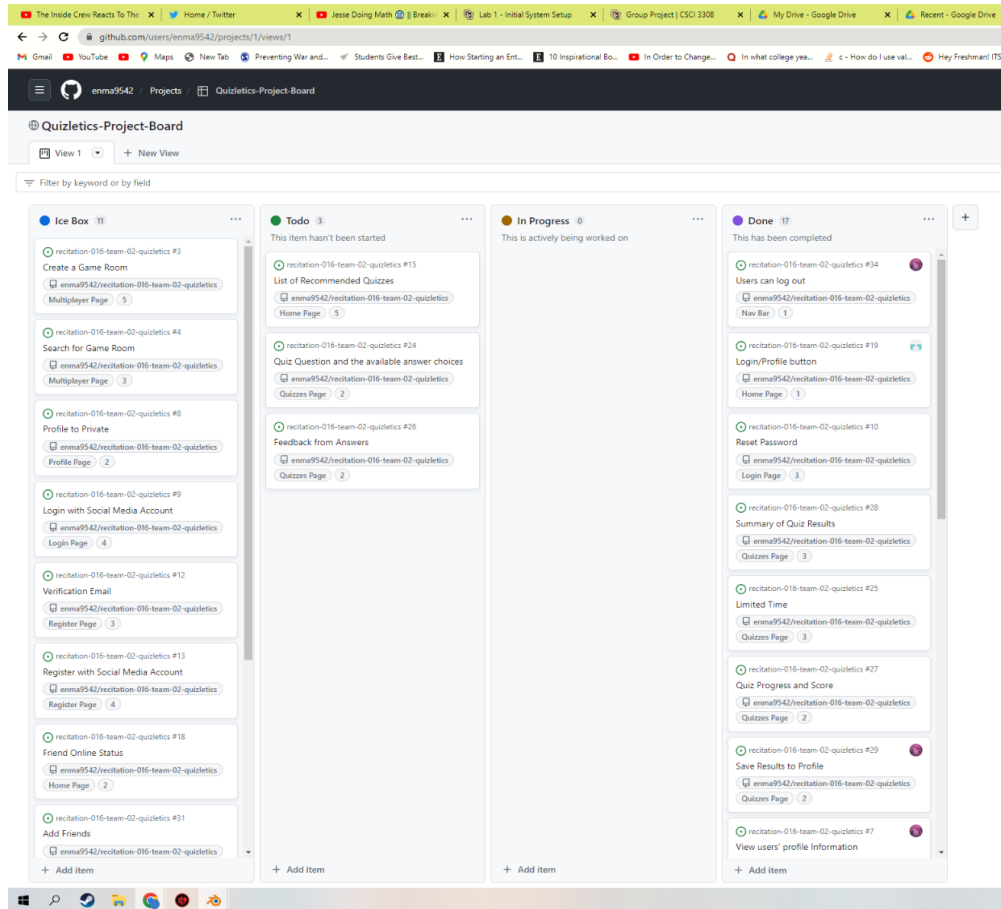 The Inside Crew Reacts To The
Home / Twitter
Jesse Doing Math || Breakin
Lab 1 - Initial System Setup
Group Project | CSCI 3308
My Drive - Google Drive
Recent - Google Drive
github.com/users/enma9542/projects/1/views/1
Gmail
YouTube
Maps
New Tab
Preventing War and...
Students Give Best...
How Starting an Ent...
10 Inspirational Bo...
In Order to Change...
In what college yea...
c - How do I use val...
Hey Freshman! ITS
enma9542 / Projects / Quizletics-Project-Board
Quizletics-Project-Board
View 1
+ New View
Filter by keyword or by field
Ice Box 11
recitation-016-team-02-quizletics #3
Create a Game Room
enma9542/recitation-016-team-02-quizletics
Multiplayer Page 5
recitation-016-team-02-quizletics #4
Search for Game Room
enma9542/recitation-016-team-02-quizletics
Multiplayer Page 3
recitation-016-team-02-quizletics #8
Profile to Private
enma9542/recitation-016-team-02-quizletics
Profile Page 2
recitation-016-team-02-quizletics #9
Login with Social Media Account
enma9542/recitation-016-team-02-quizletics
Login Page 4
recitation-016-team-02-quizletics #12
Verification Email
enma9542/recitation-016-team-02-quizletics
Register Page 3
recitation-016-team-02-quizletics #13
Register with Social Media Account
enma9542/recitation-016-team-02-quizletics
Register Page 4
recitation-016-team-02-quizletics #18
Friend Online Status
enma9542/recitation-016-team-02-quizletics
Home Page 2
recitation-016-team-02-quizletics #31
Add Friends
enma9542/recitation-016-team-02-quizletics
+ Add item
Todo 3
This item hasn't been started
recitation-016-team-02-quizletics #15
List of Recommended Quizzes
enma9542/recitation-016-team-02-quizletics
Home Page 5
recitation-016-team-02-quizletics #24
Quiz Question and the available answer choices
enma9542/recitation-016-team-02-quizletics
Quizzes Page 2
recitation-016-team-02-quizletics #26
Feedback from Answers
enma9542/recitation-016-team-02-quizletics
Quizzes Page 2
+ Add item
In Progress 0
This is actively being worked on
+ Add item
Done 17
This has been completed
recitation-016-team-02-quizletics #34
Users can log out
enma9542/recitation-016-team-02-quizletics
Nav Bar 1
recitation-016-team-02-quizletics #19
Login/Profile button
enma9542/recitation-016-team-02-quizletics
Home Page 1
recitation-016-team-02-quizletics #10
Reset Password
enma9542/recitation-016-team-02-quizletics
Login Page 3
recitation-016-team-02-quizletics #28
Summary of Quiz Results
enma9542/recitation-016-team-02-quizletics
Quizzes Page 3
recitation-016-team-02-quizletics #25
Limited Time
enma9542/recitation-016-team-02-quizletics
Quizzes Page 3
recitation-016-team-02-quizletics #27
Quiz Progress and Score
enma9542/recitation-016-team-02-quizletics
Quizzes Page 2
recitation-016-team-02-quizletics #29
Save Results to Profile
enma9542/recitation-016-team-02-quizletics
Quizzes Page 2
recitation-016-team-02-quizletics #7
View users' profile Information
+ Add item